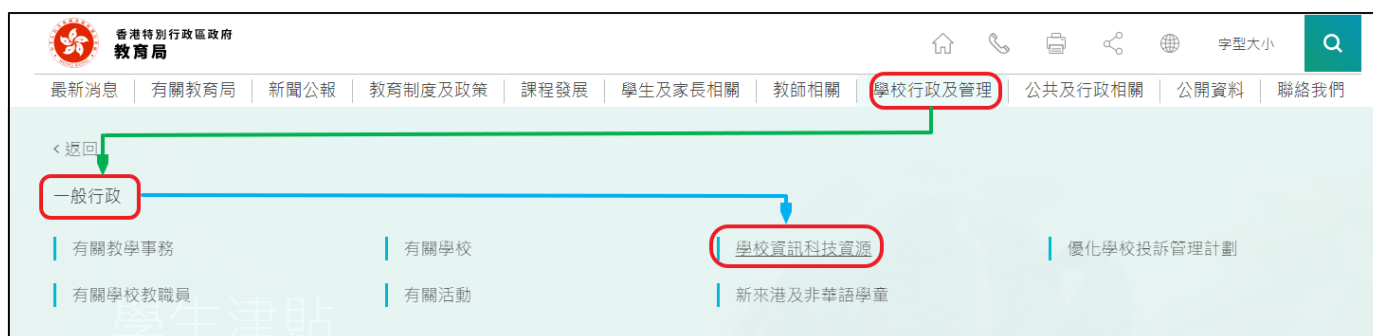 香港特別行政區政府
教育局
字型大小
最新消息 有關教育局 新聞公報 教育制度及政策 課程發展 學生及家長相關 教師相關 學校行政及管理 公共及行政相關 公開資料 聯絡我們
<返回
一般行政
有關教學事務 有關學校 學校資訊科技資源 優化學校投訴管理計劃
有關學校教職員 有關活動 新來港及非華語學童
學生津貼